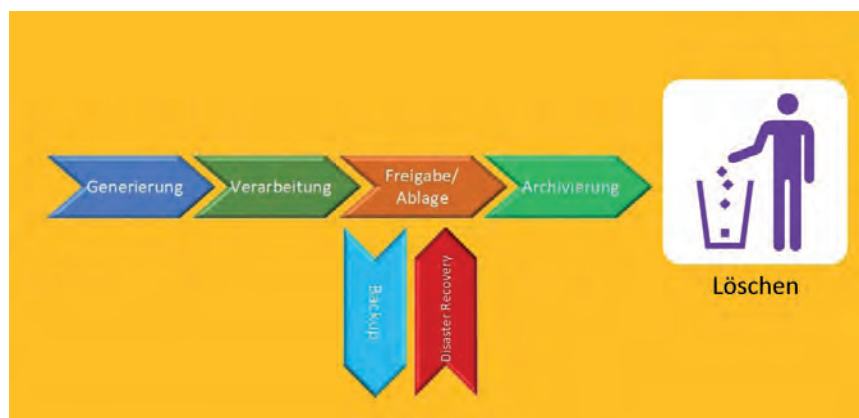 Generierung
Verarbeitung
Freigabe/
Ablage
Archivierung
Backup
Disaster Recovery
Löschen